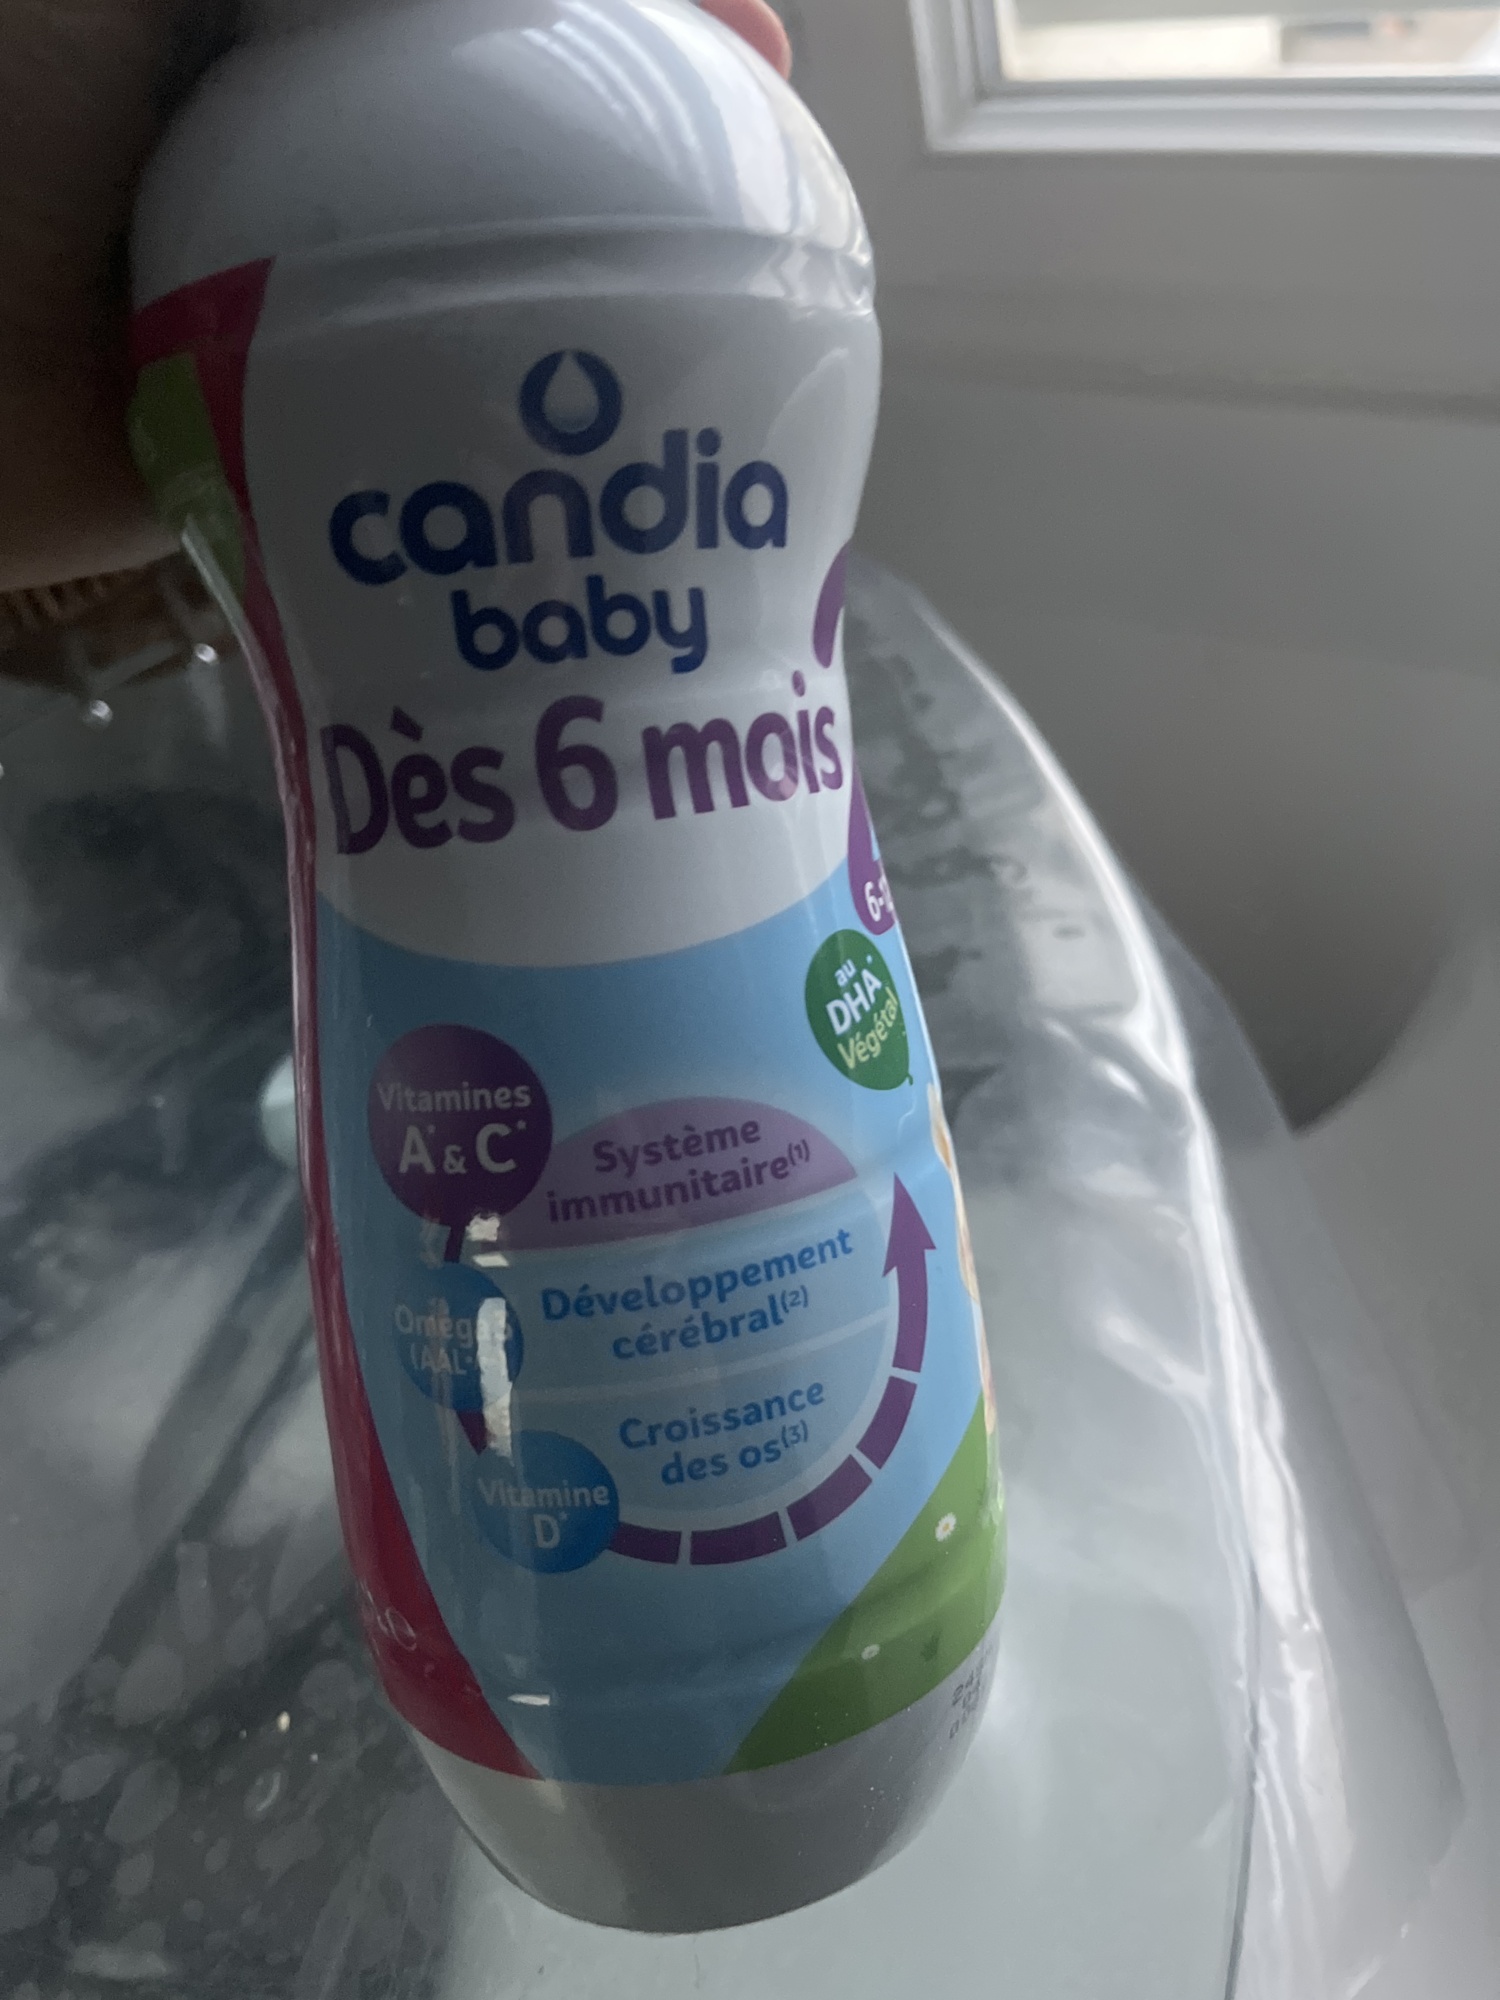 candia
baby
Dès 6 mois
au
DHA*
Végétal
Vitamines
A* & C*
Système
immunitaire(1)
Développement
cérébral(2)
Croissance
des os(3)
Vitamine
D*